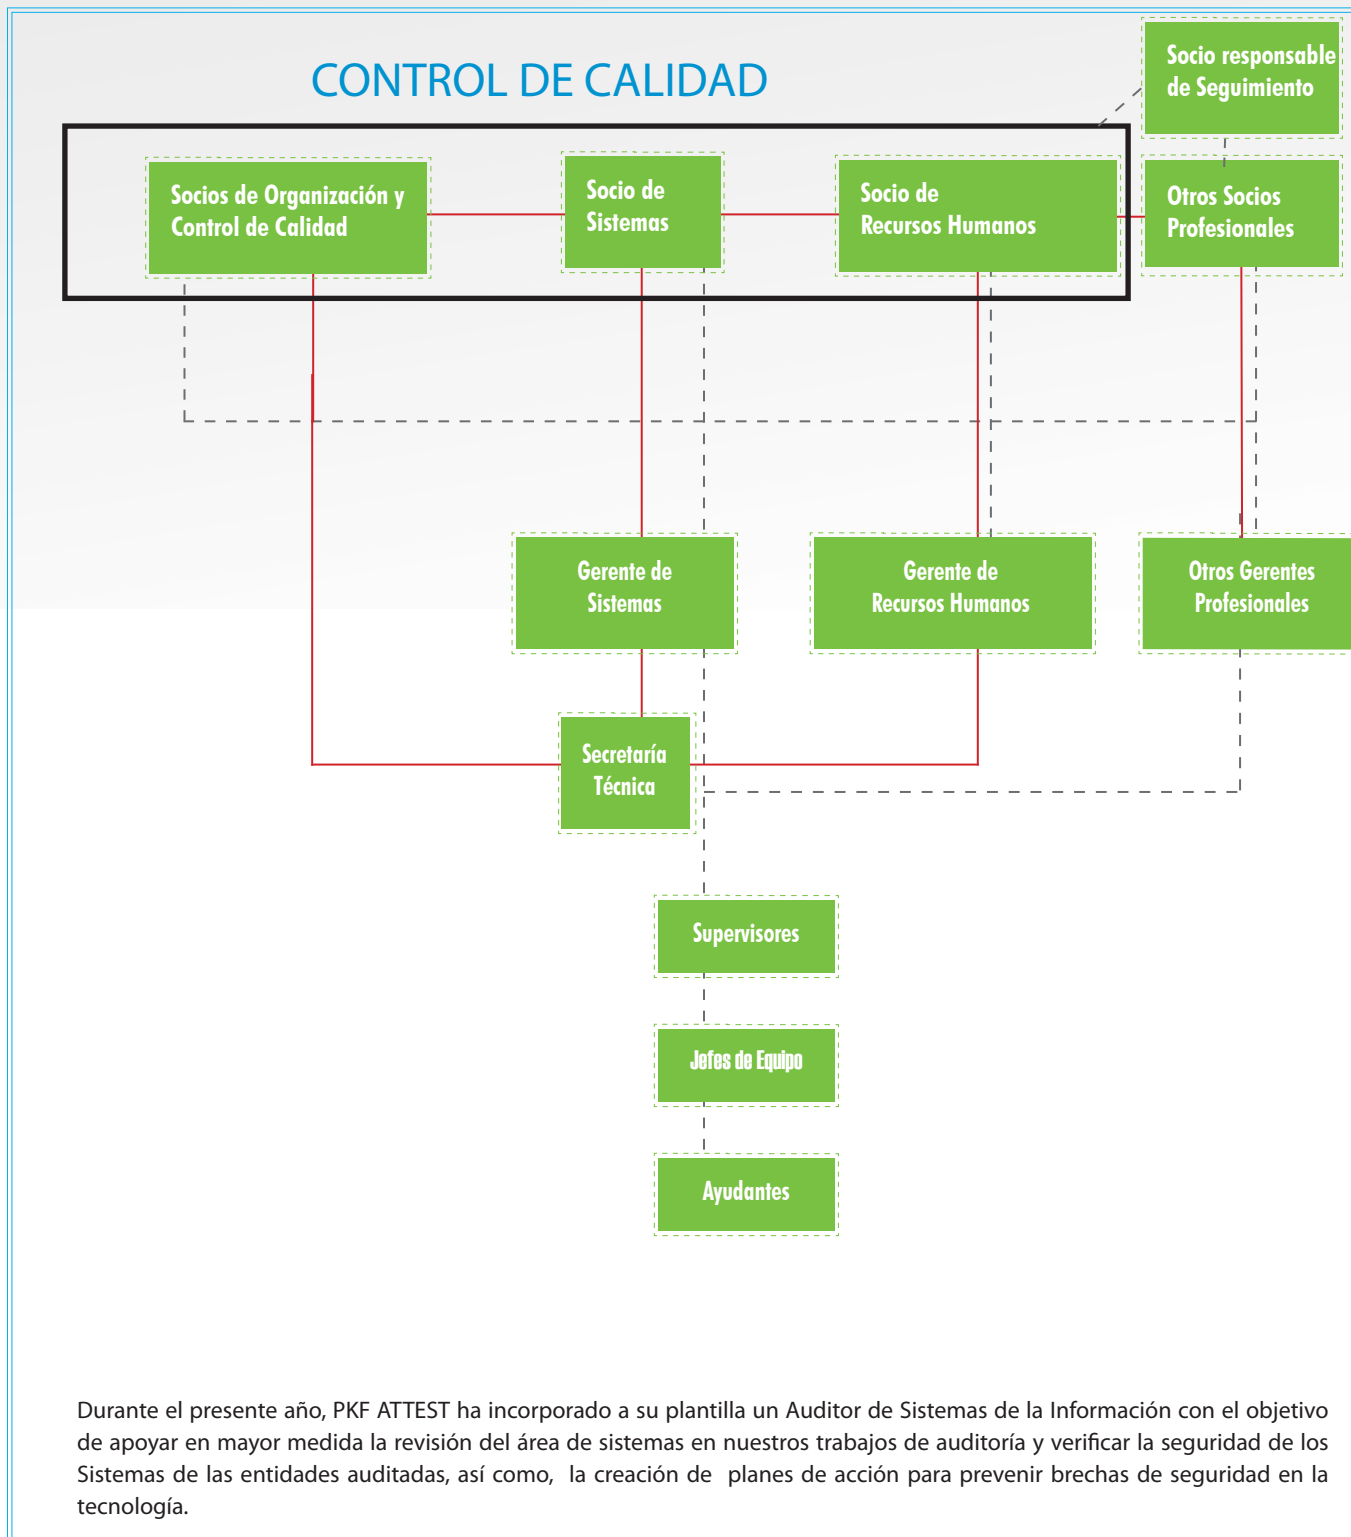 CONTROL DE CALIDAD
Socio responsable
de Seguimiento
Socios de Organización y
Control de Calidad
Socio de
Sistemas
Socio de
Recursos Humanos
Otros Socios
Profesionales
Gerente de
Sistemas
Gerente de
Recursos Humanos
Otros Gerentes
Profesionales
Secretaría
Técnica
Supervisores
Jefes de Equipo
Ayudantes
Durante el presente año, PKF ATTEST ha incorporado a su plantilla un Auditor de Sistemas de la Información con el objetivo
de apoyar en mayor medida la revisión del área de sistemas en nuestros trabajos de auditoría y verificar la seguridad de los
Sistemas de las entidades auditadas, así como, la creación de planes de acción para prevenir brechas de seguridad en la
tecnología.